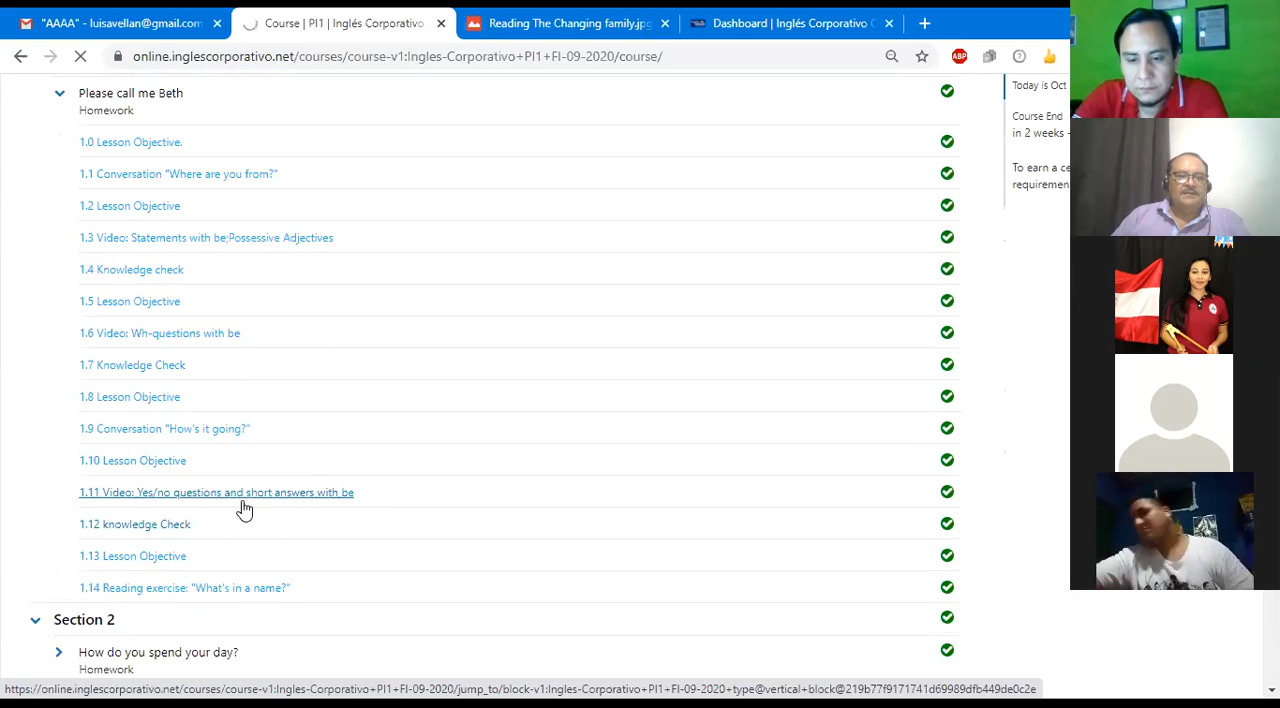 "AAAA" - luisavellan@gmail.com
Course | PI1 | Inglés Corporativo
Reading The Changing family.jpg
Dashboard | Inglés Corporativo
online.inglescorporativo.net/courses/course-v1:Ingles-Corporativo+PI1+FI-09-2020/course/
ABP
Please call me Beth
Homework
1.0 Lesson Objective.
1.1 Conversation "Where are you from?"
1.2 Lesson Objective
1.3 Video: Statements with be;Possessive Adjectives
1.4 Knowledge check
1.5 Lesson Objective
1.6 Video: Wh-questions with be
1.7 Knowledge Check
1.8 Lesson Objective
1.9 Conversation "How's it going?"
1.10 Lesson Objective
1.11 Video: Yes/no questions and short answers with be
1.12 knowledge Check
1.13 Lesson Objective
1.14 Reading exercise: "What's in a name?"
Section 2
How do you spend your day?
Homework
Today is Oct
Course End
in 2 weeks -
To earn a ce
requiremen
https://online.inglescorporativo.net/courses/course-v1:Ingles-Corporativo+PI1+FI-09-2020/jump_to/block-v1:Ingles-Corporativo+PI1+FI-09-2020+type@vertical+block@219b77f9171741d69989dfb449de0c2e